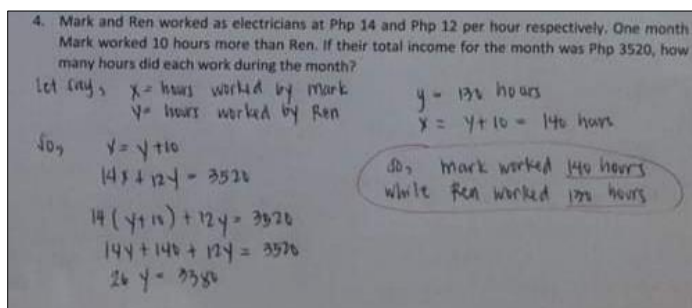 4. Mark and Ren worked as electricians at Php 14 and Php 12 per hour respectively. One month
Mark worked 10 hours more than Ren. If their total income for the month was Php 3520, how
many hours did each work during the month?
let x = hours worked by mark
y = hours worked by Ren
So,
x = y + 10
14x + 12y = 3520
14 (y + 10) + 12y = 3520
14y + 140 + 12y = 3520
26 y = 3380
y = 130 hours
x = y + 10 = 140 hours
So, mark worked 140 hours
while Ren worked 130 hours